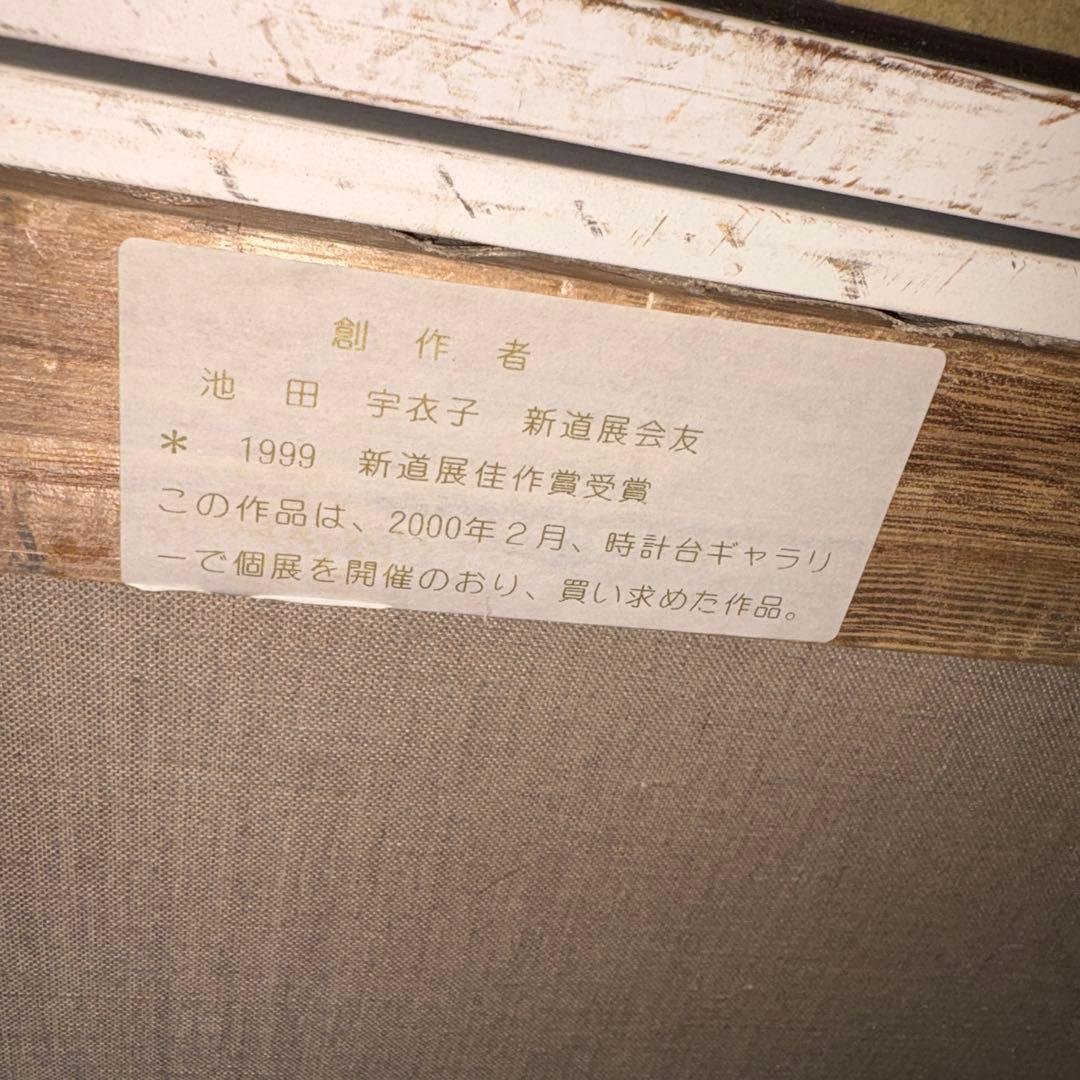 創 作 者
池 田 宇衣子 新道展会友
* 1999 新道展佳作賞受賞
この作品は、2000年2月、時計台ギャラリ
ーで個展を開催のおり、買い求めた作品。